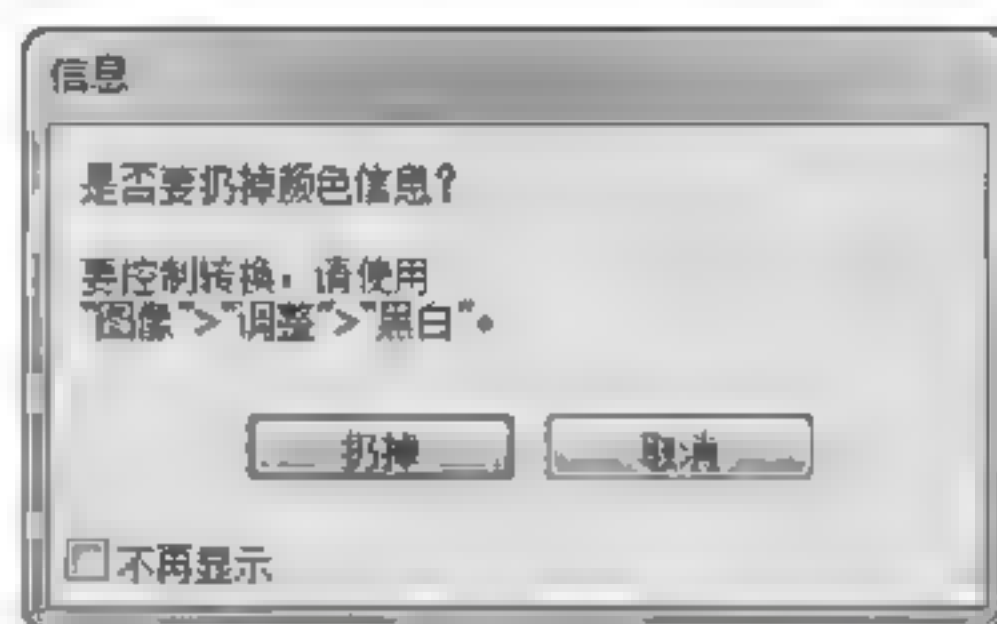 信息
是否要扔掉颜色信息?
要控制转换，请使用
"图像">"调整">"黑白"。
扔掉
取消
不再显示